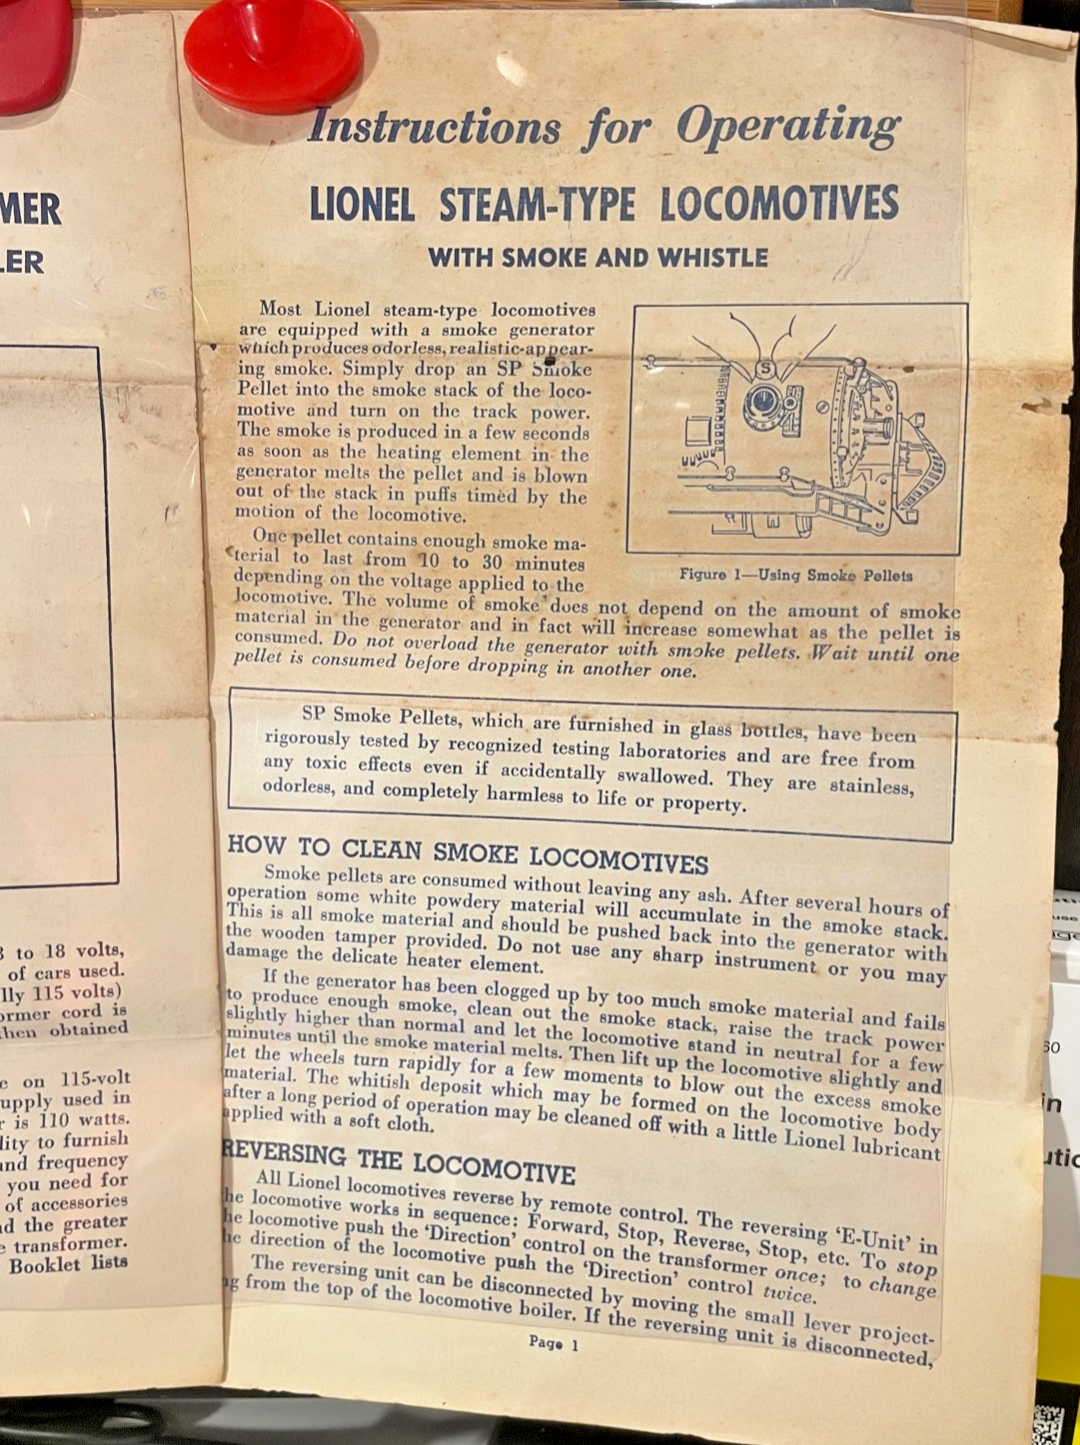 MER
LER
3 to 18 volts,
of cars used.
lly 115 volts)
ormer cord is
then obtained
e on 115-volt
upply used in
r is 110 watts.
lity to furnish
and frequency
you need for
of accessories
nd the greater
e transformer.
Booklet lists
Instructions for Operating
LIONEL STEAM-TYPE LOCOMOTIVES
WITH SMOKE AND WHISTLE
Most Lionel steam-type locomotives
are equipped with a smoke generator
which produces odorless, realistic-appear-
ing smoke. Simply drop an SP Smoke
Pellet into the smoke stack of the loco-
motive and turn on the track power.
The smoke is produced in a few seconds
as soon as the heating element in the
generator melts the pellet and is blown
out of the stack in puffs timed by the
motion of the locomotive.
One pellet contains enough smoke ma-
terial to last from 10 to 30 minutes
depending on the voltage applied to the
locomotive. The volume of smoke does not depend on the amount of smoke
material in the generator and in fact will increase somewhat as the pellet is
consumed. Do not overload the generator with smoke pellets. Wait until one
pellet is consumed before dropping in another one.
S
Figure 1—Using Smoke Pellets
SP Smoke Pellets, which are furnished in glass bottles, have been
rigorously tested by recognized testing laboratories and are free from
any toxic effects even if accidentally swallowed. They are stainless,
odorless, and completely harmless to life or property.
HOW TO CLEAN SMOKE LOCOMOTIVES
Smoke pellets are consumed without leaving any ash. After several hours of
operation some white powdery material will accumulate in the smoke stack.
This is all smoke material and should be pushed back into the generator with
the wooden tamper provided. Do not use any sharp instrument or you may
damage the delicate heater element.
If the generator has been clogged up by too much smoke material and fails
to produce enough smoke, clean out the smoke stack, raise the track power
slightly higher than normal and let the locomotive stand in neutral for a few
minutes until the smoke material melts. Then lift up the locomotive slightly and
let the wheels turn rapidly for a few moments to blow out the excess smoke
material. The whitish deposit which may be formed on the locomotive body
after a long period of operation may be cleaned off with a little Lionel lubricant
applied with a soft cloth.
REVERSING THE LOCOMOTIVE
All Lionel locomotives reverse by remote control. The reversing 'E-Unit' in
he locomotive works in sequence: Forward, Stop, Reverse, Stop, etc. To stop
he locomotive push the 'Direction' control on the transformer once; to change
he direction of the locomotive push the 'Direction' control twice.
The reversing unit can be disconnected by moving the small lever project-
ng from the top of the locomotive boiler. If the reversing unit is disconnected,
Page 1
in
utio